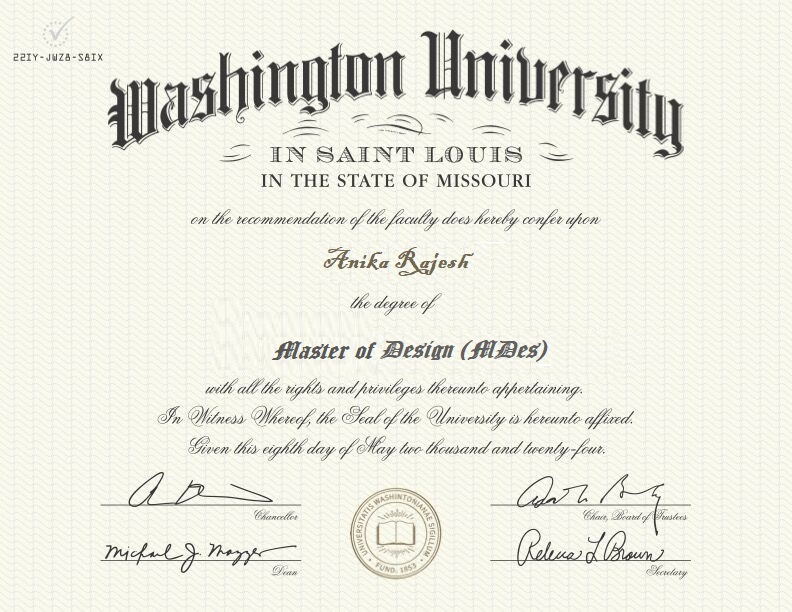 22IY-JWZ8-S8IX
Washington University
IN SAINT LOUIS
IN THE STATE OF MISSOURI
on the recommendation of the faculty does hereby confer upon
Anika Rajesh
the degree of
Master of Design (MDes)
with all the rights and privileges thereunto appertaining.
In Witness Whereof, the Seal of the University is hereunto affixed.
Given this eighth day of May two thousand and twenty-four.
Chancellor
Chair, Board of Trustees
Michael J. Mazzeo
Dean
Rebecca L Brown
Secretary
UNIVERSITATIS WASHINTONIANAE SIGILLUM
FUND. 1853